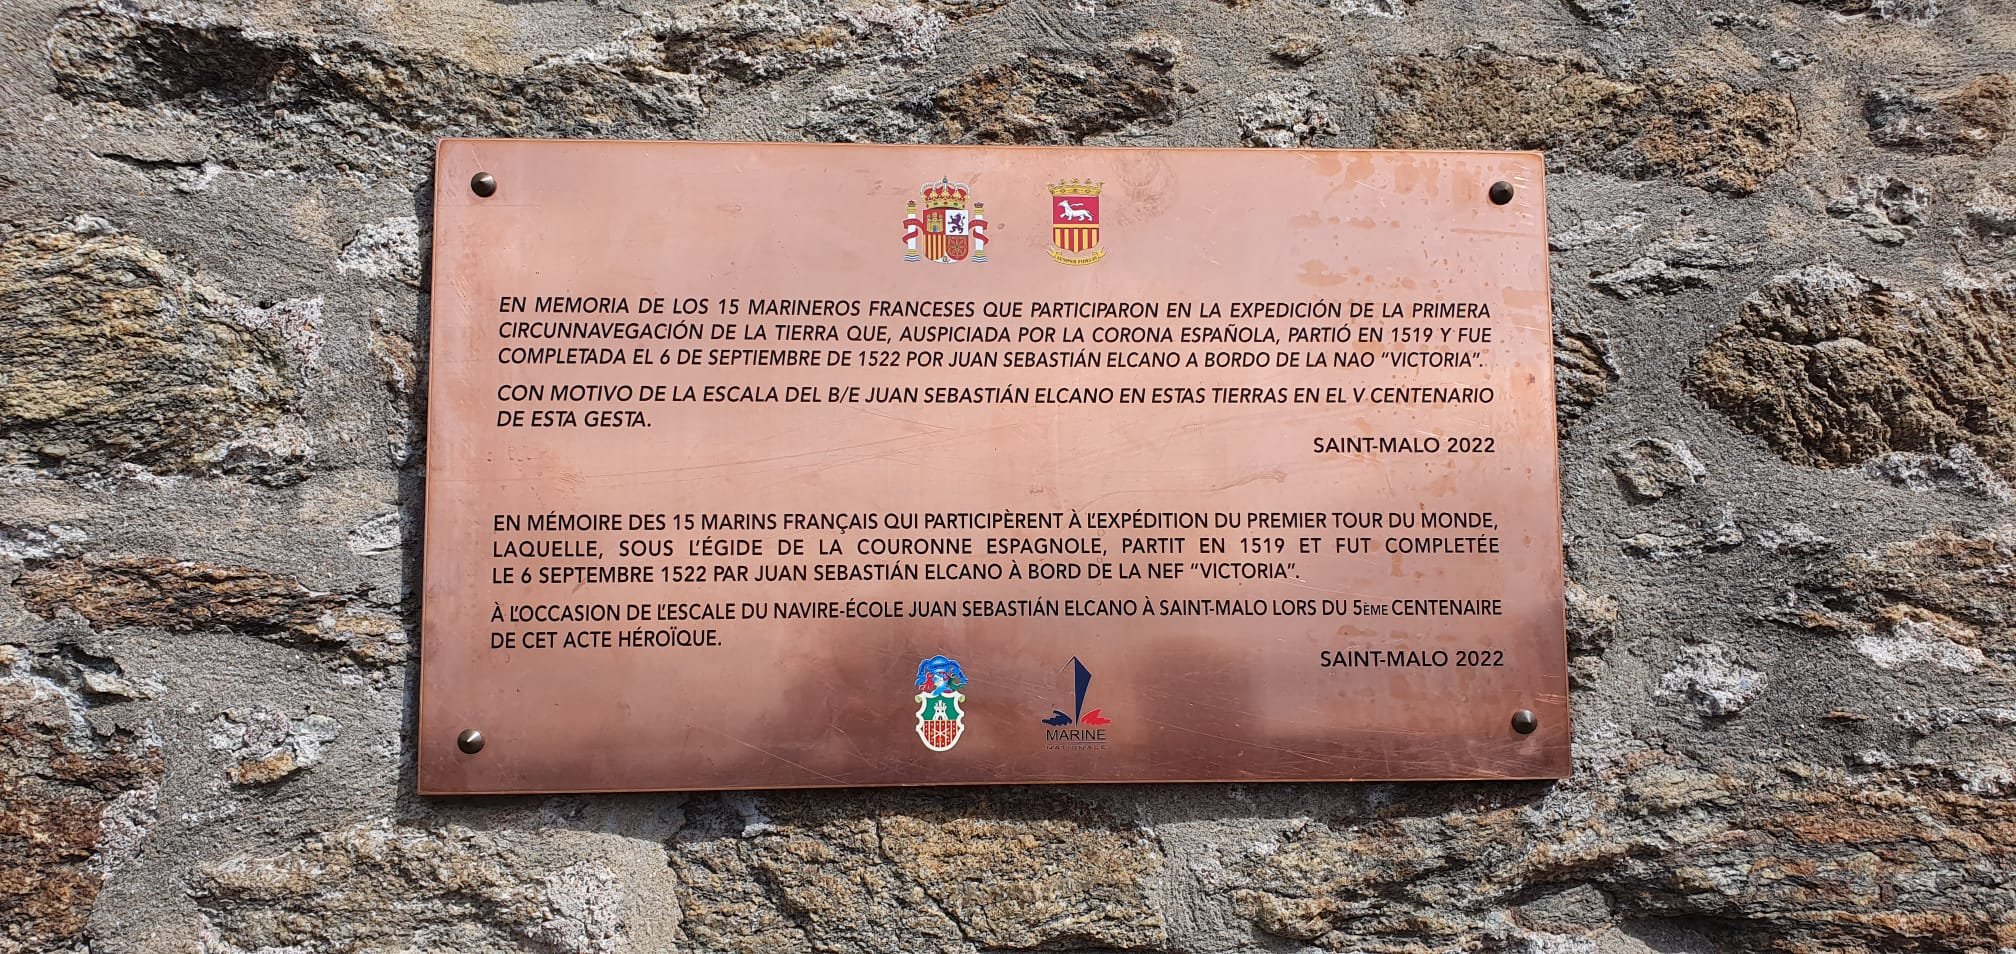 SEMPER FIDELIS
EN MEMORIA DE LOS 15 MARINEROS FRANCESES QUE PARTICIPARON EN LA EXPEDICIÓN DE LA PRIMERA
CIRCUNNAVEGACIÓN DE LA TIERRA QUE, AUSPICIADA POR LA CORONA ESPAÑOLA, PARTIÓ EN 1519 Y FUE
COMPLETADA EL 6 DE SEPTIEMBRE DE 1522 POR JUAN SEBASTIÁN ELCANO A BORDO DE LA NAO “VICTORIA”.
CON MOTIVO DE LA ESCALA DEL B/E JUAN SEBASTIÁN ELCANO EN ESTAS TIERRAS EN EL V CENTENARIO
DE ESTA GESTA.
SAINT-MALO 2022
EN MÉMOIRE DES 15 MARINS FRANÇAIS QUI PARTICIPÈRENT À L’EXPÉDITION DU PREMIER TOUR DU MONDE,
LAQUELLE, SOUS L’ÉGIDE DE LA COURONNE ESPAGNOLE, PARTIT EN 1519 ET FUT COMPLETÉE
LE 6 SEPTEMBRE 1522 PAR JUAN SEBASTIÁN ELCANO À BORD DE LA NEF “VICTORIA”.
À L’OCCASION DE L’ESCALE DU NAVIRE-ÉCOLE JUAN SEBASTIÁN ELCANO À SAINT-MALO LORS DU 5ÈME CENTENAIRE
DE CET ACTE HÉROÏQUE.
SAINT-MALO 2022
MARINE
NATIONALE